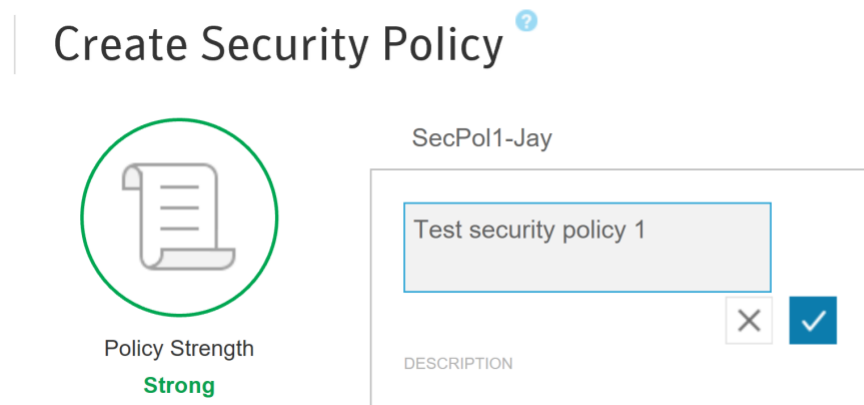 Create Security Policy ?
SecPol1-Jay
Test security policy 1
DESCRIPTION
Policy Strength
Strong